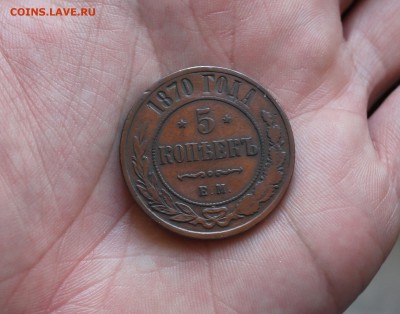 COINS.LAVE.RU
1870 ГОДА
* 5 *
КОПѢЕКЪ
Е.М.